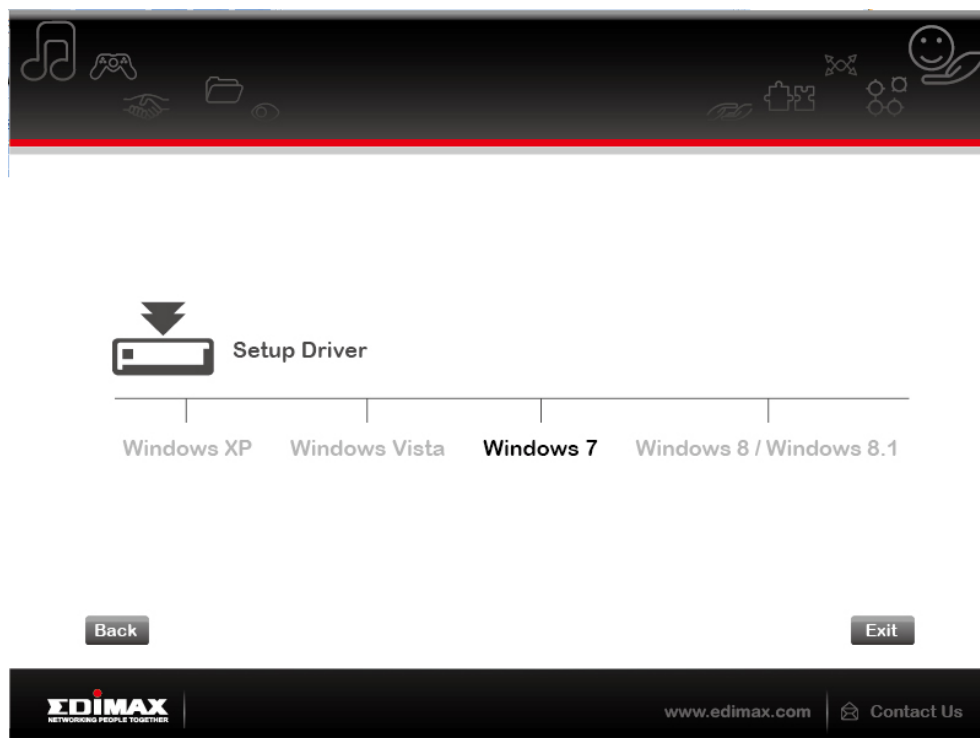 Setup Driver
Windows XP Windows Vista Windows 7 Windows 8 / Windows 8.1
Back Exit
EDIMAX
NETWORKING PEOPLE TOGETHER
www.edimax.com Contact Us